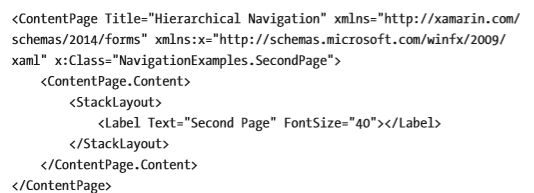 <ContentPage Title="Hierarchical Navigation" xmlns="http://xamarin.com/
schemas/2014/forms" xmlns:x="http://schemas.microsoft.com/winfx/2009/
xaml" x:Class="NavigationExamples.SecondPage">
    <ContentPage.Content>
        <StackLayout>
            <Label Text="Second Page" FontSize="40"></Label>
        </StackLayout>
    </ContentPage.Content>
</ContentPage>